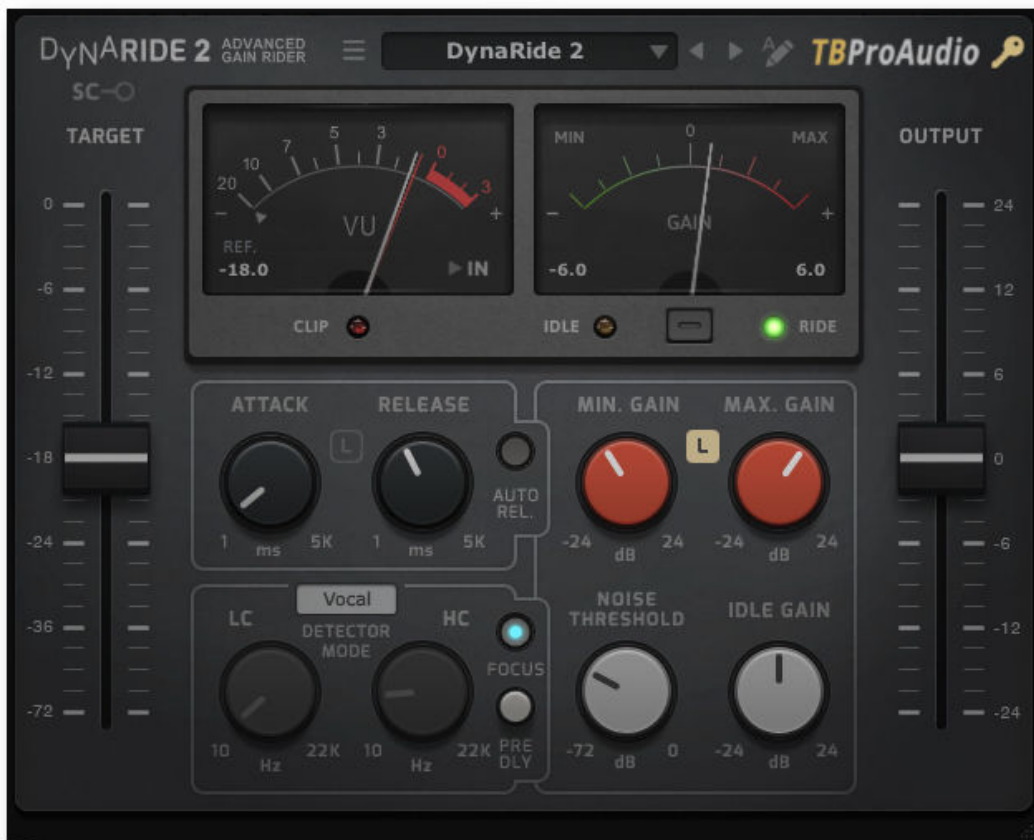 DYNARIDE 2 ADVANCED GAIN RIDER
DynaRide 2
A
TBProAudio
SC
TARGET
OUTPUT
0
-6
-12
-18
-24
-36
-72
20 10 7 5 3 0 3
- +
VU
REF.
-18.0
IN
MIN 0 MAX
- +
GAIN
-6.0 6.0
CLIP
IDLE
RIDE
24
12
6
0
-6
-12
-24
ATTACK
L
RELEASE
AUTO REL.
1 ms 5K
1 ms 5K
MIN. GAIN
L
MAX. GAIN
-24 dB 24
-24 dB 24
Vocal
LC
DETECTOR MODE
HC
FOCUS
PRE DLY
10 Hz 22K
10 Hz 22K
NOISE THRESHOLD
IDLE GAIN
-72 dB 0
-24 dB 24